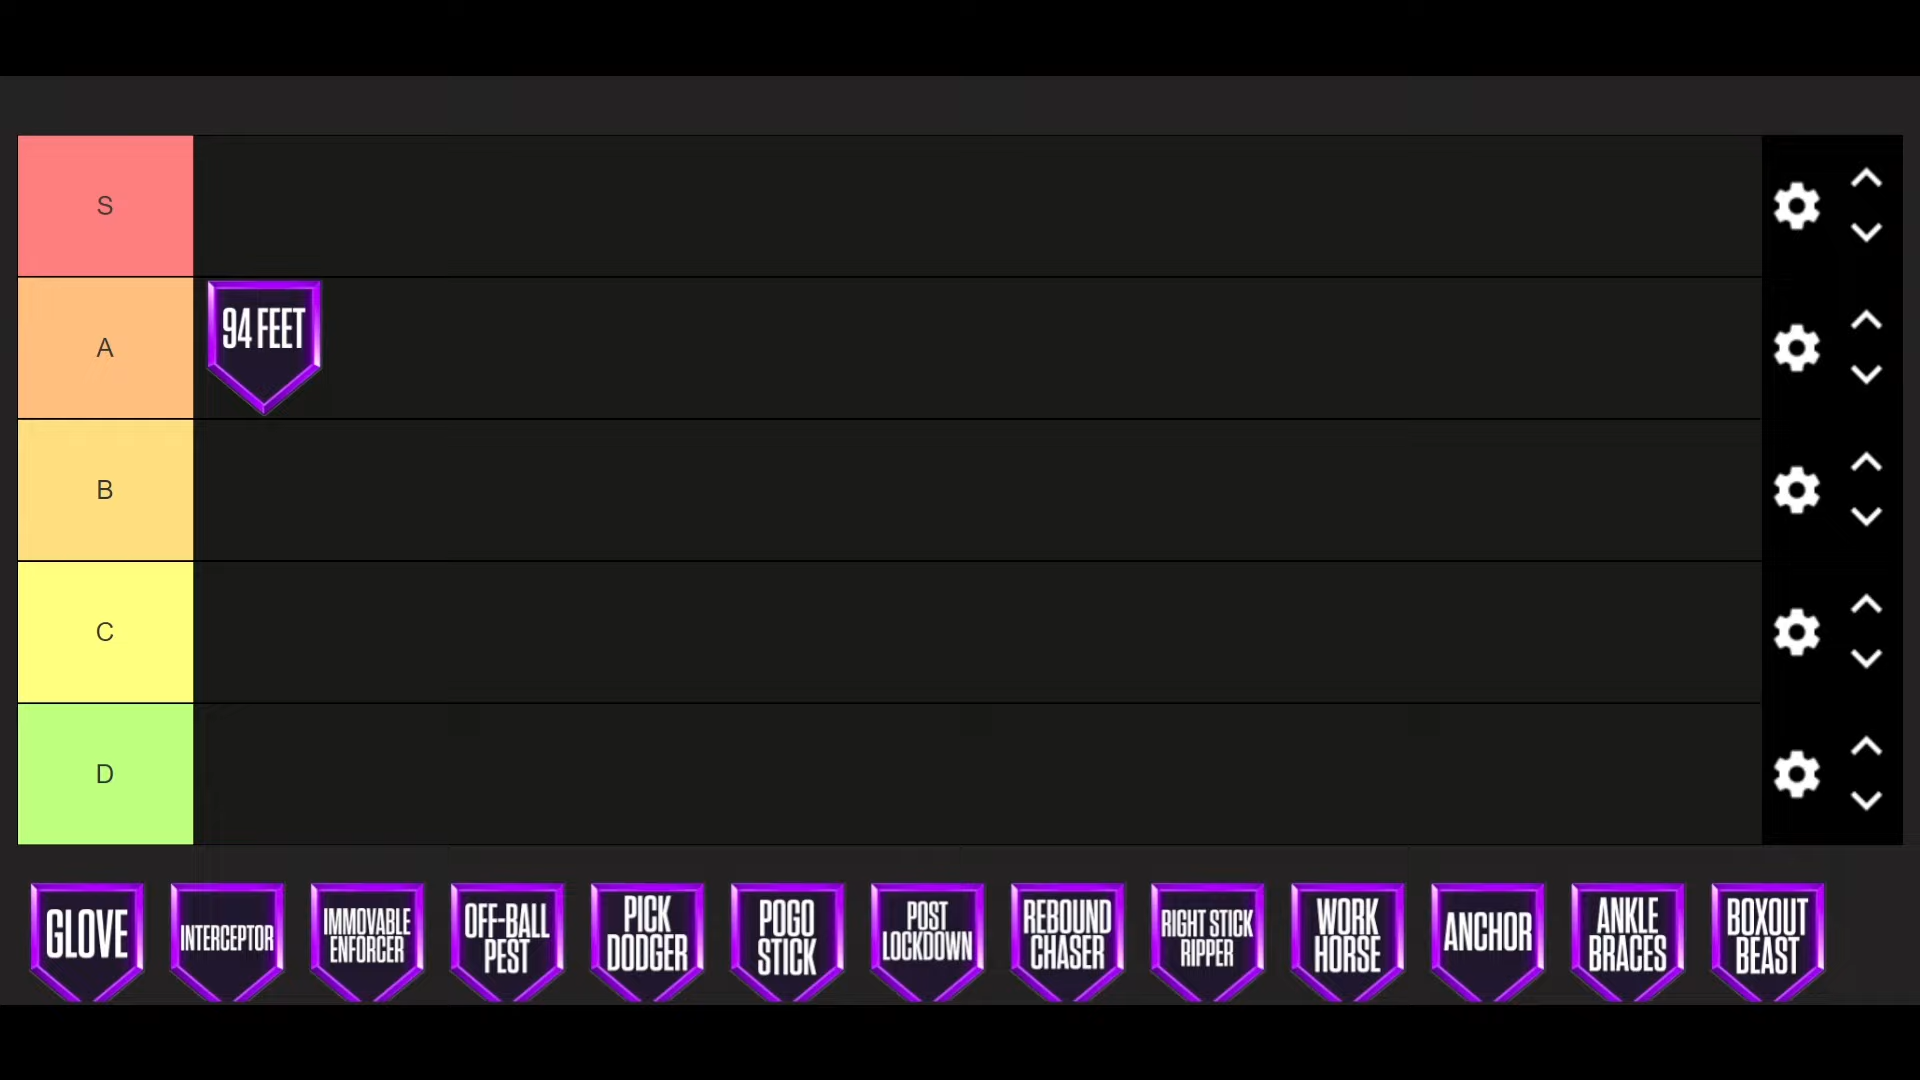 S
A
94 FEET
B
C
D
GLOVE
INTERCEPTOR
IMMOVABLE
ENFORCER
OFF-BALL
PEST
PICK
DODGER
POGO
STICK
POST
LOCKDOWN
REBOUND
CHASER
RIGHT STICK
RIPPER
WORK
HORSE
ANCHOR
ANKLE
BRACES
BOXOUT
BEAST